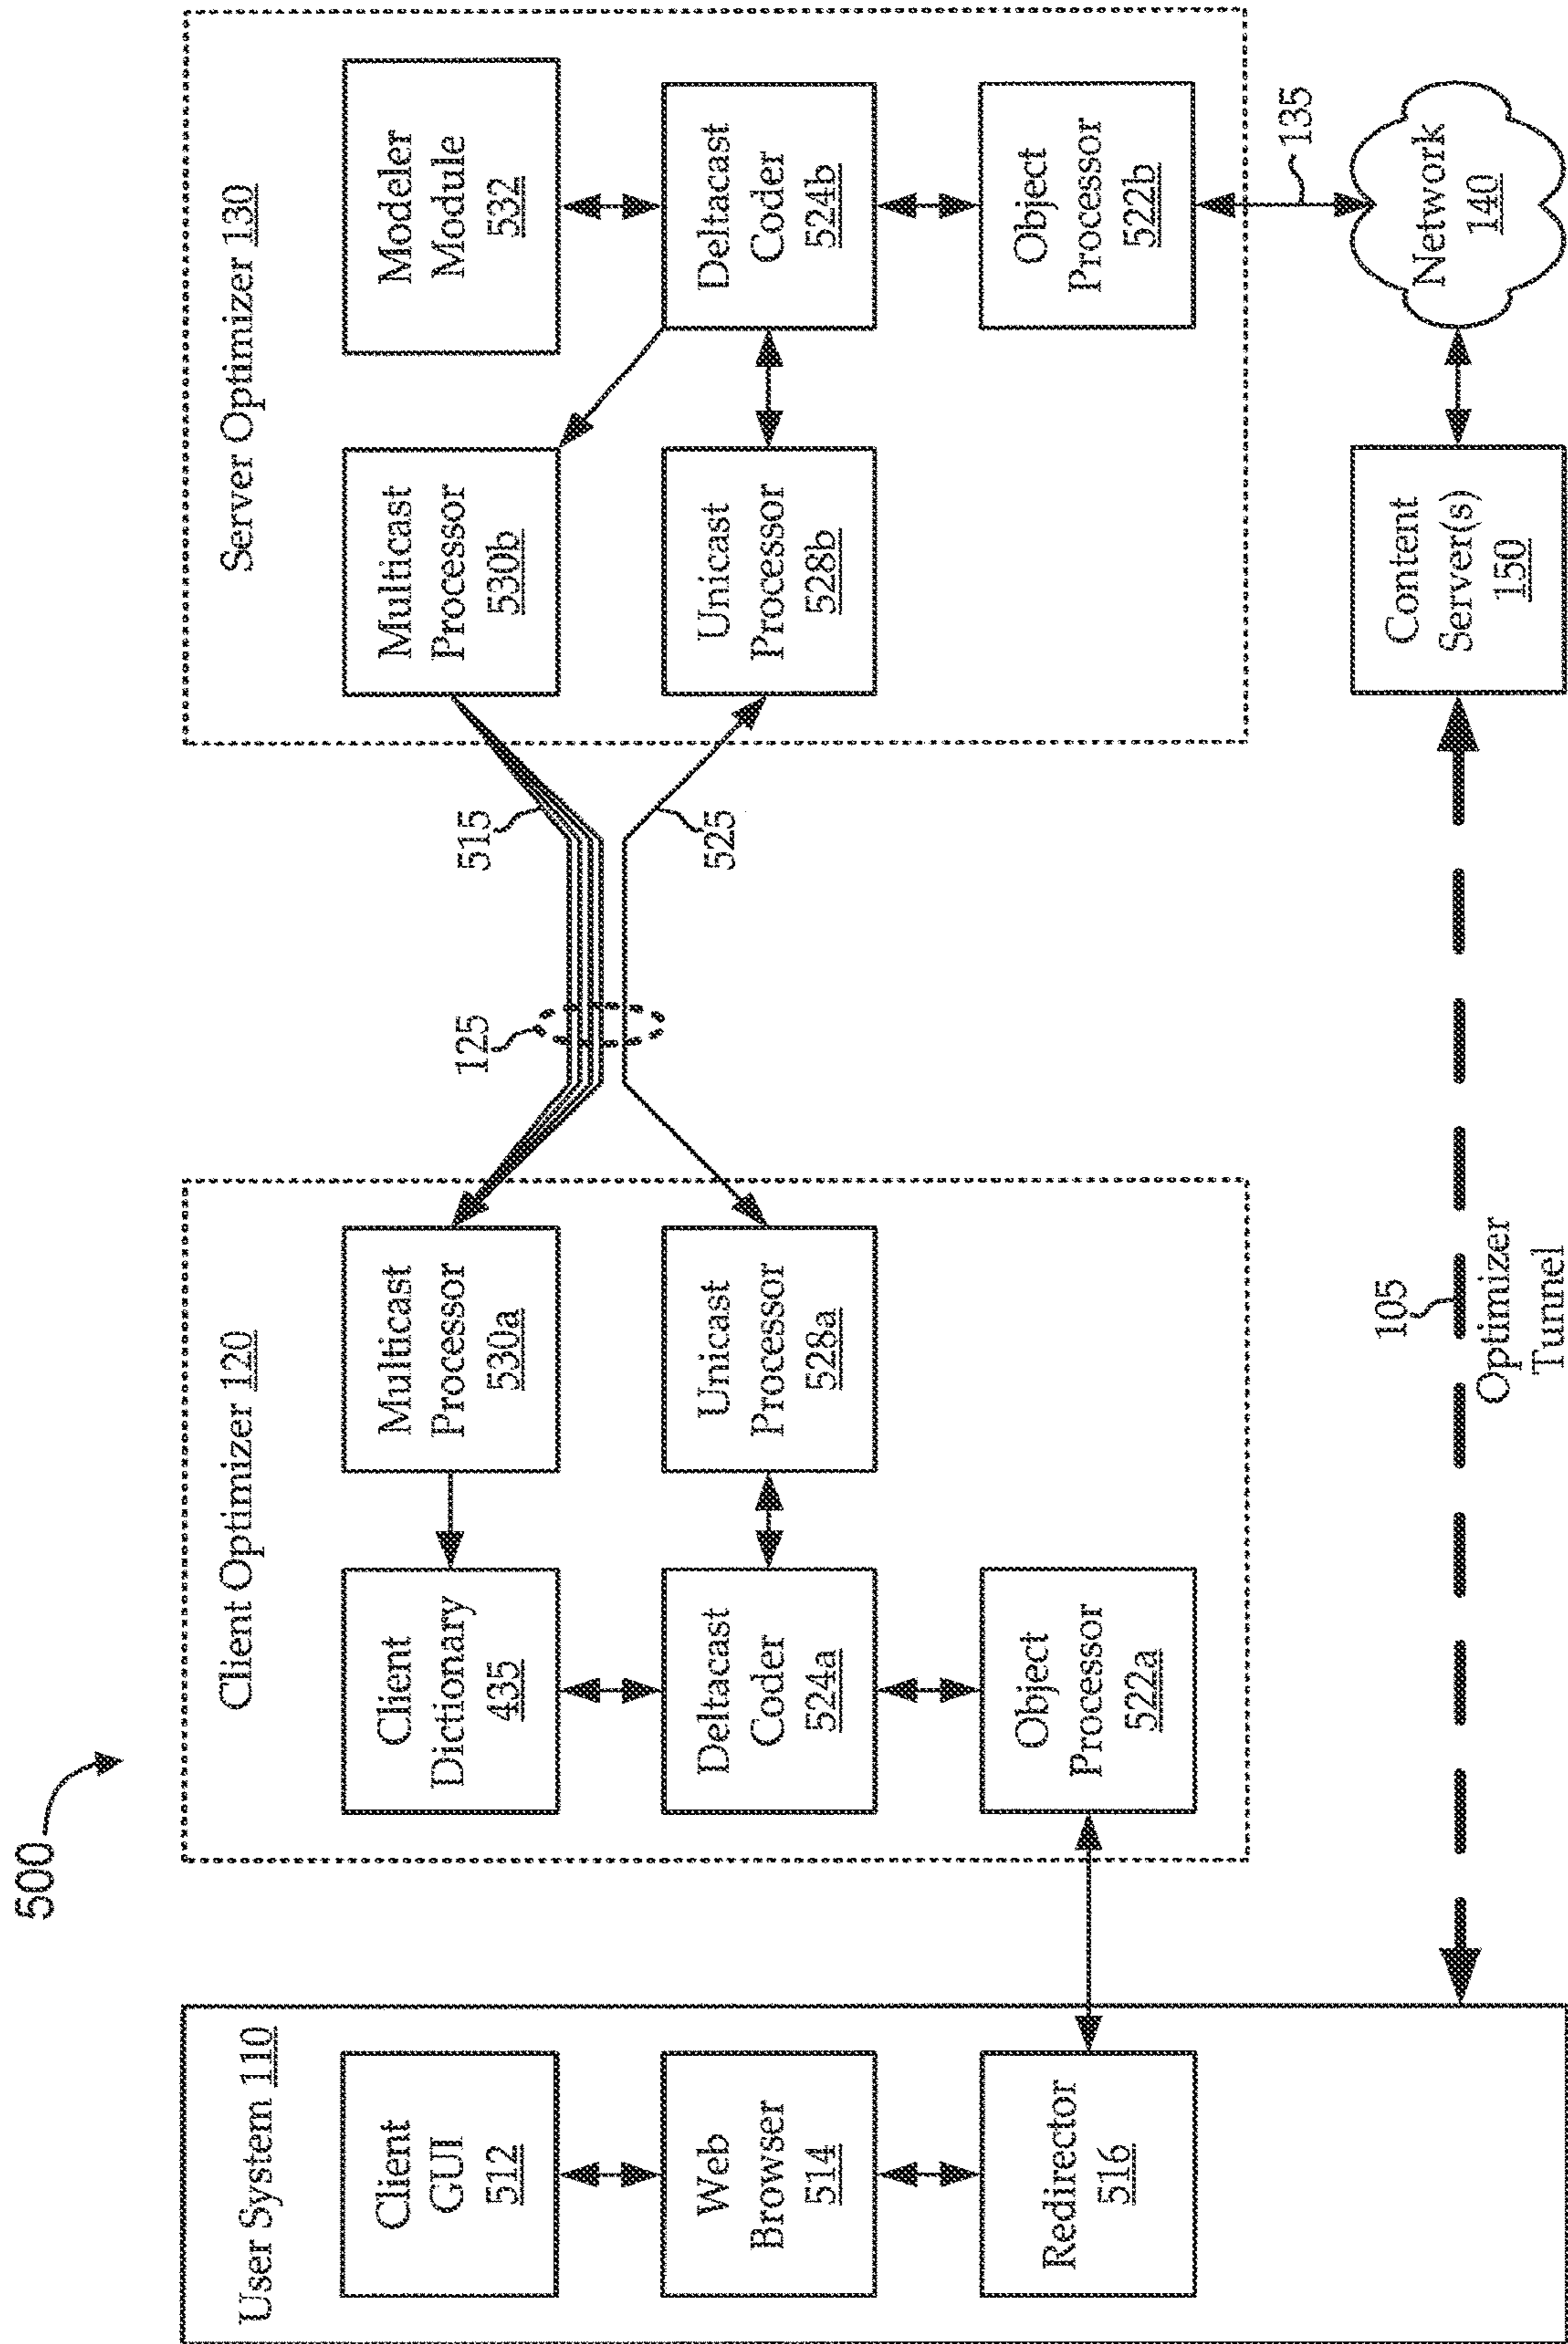 500
User System 110
Client
GUI
512
Web
Browser
514
Redirector
516
Client Optimizer 120
Client
Dictionary
435
Multicast
Processor
530a
Deltacast
Coder
524a
Unicast
Processor
528a
Object
Processor
522a
125
515
525
Server Optimizer 130
Multicast
Processor
530b
Modeler
Module
532
Unicast
Processor
528b
Deltacast
Coder
524b
Object
Processor
522b
135
105
Optimizer
Tunnel
Content
Server(s)
150
Network
140